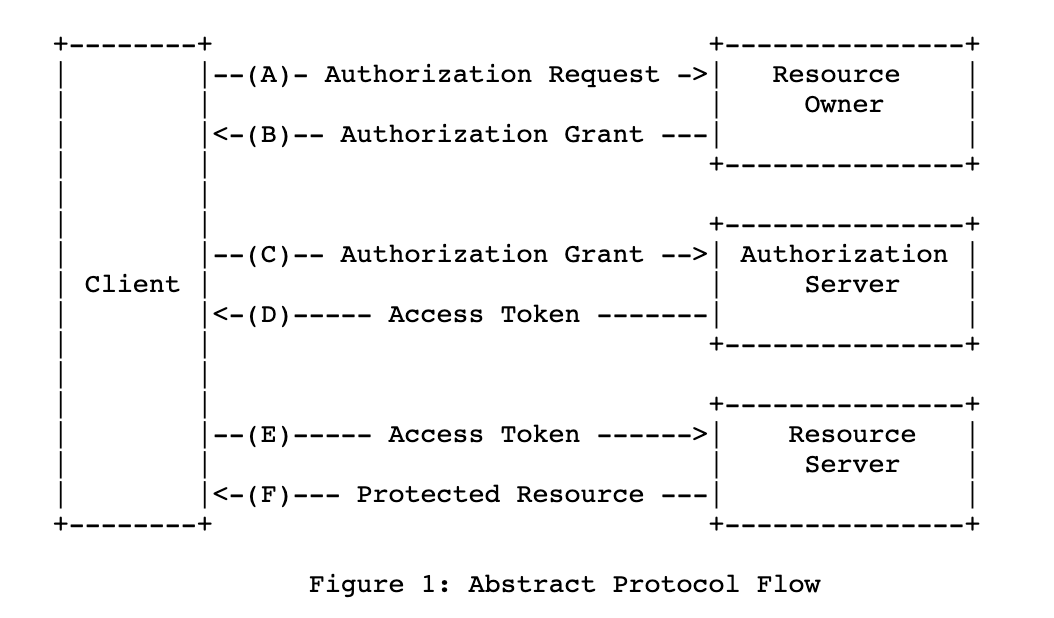 +--------+                               +---------------+
|        |--(A)- Authorization Request ->|   Resource    |
|        |                               |     Owner     |
|        |<-(B)-- Authorization Grant ---|               |
|        |                               +---------------+
|        |
|        |                               +---------------+
|        |--(C)-- Authorization Grant -->| Authorization |
| Client |                               |     Server    |
|        |<-(D)----- Access Token -------|               |
|        |                               +---------------+
|        |
|        |                               +---------------+
|        |--(E)----- Access Token ------>|    Resource   |
|        |                               |     Server    |
|        |<-(F)--- Protected Resource ---|               |
+--------+                               +---------------+
Figure 1: Abstract Protocol Flow